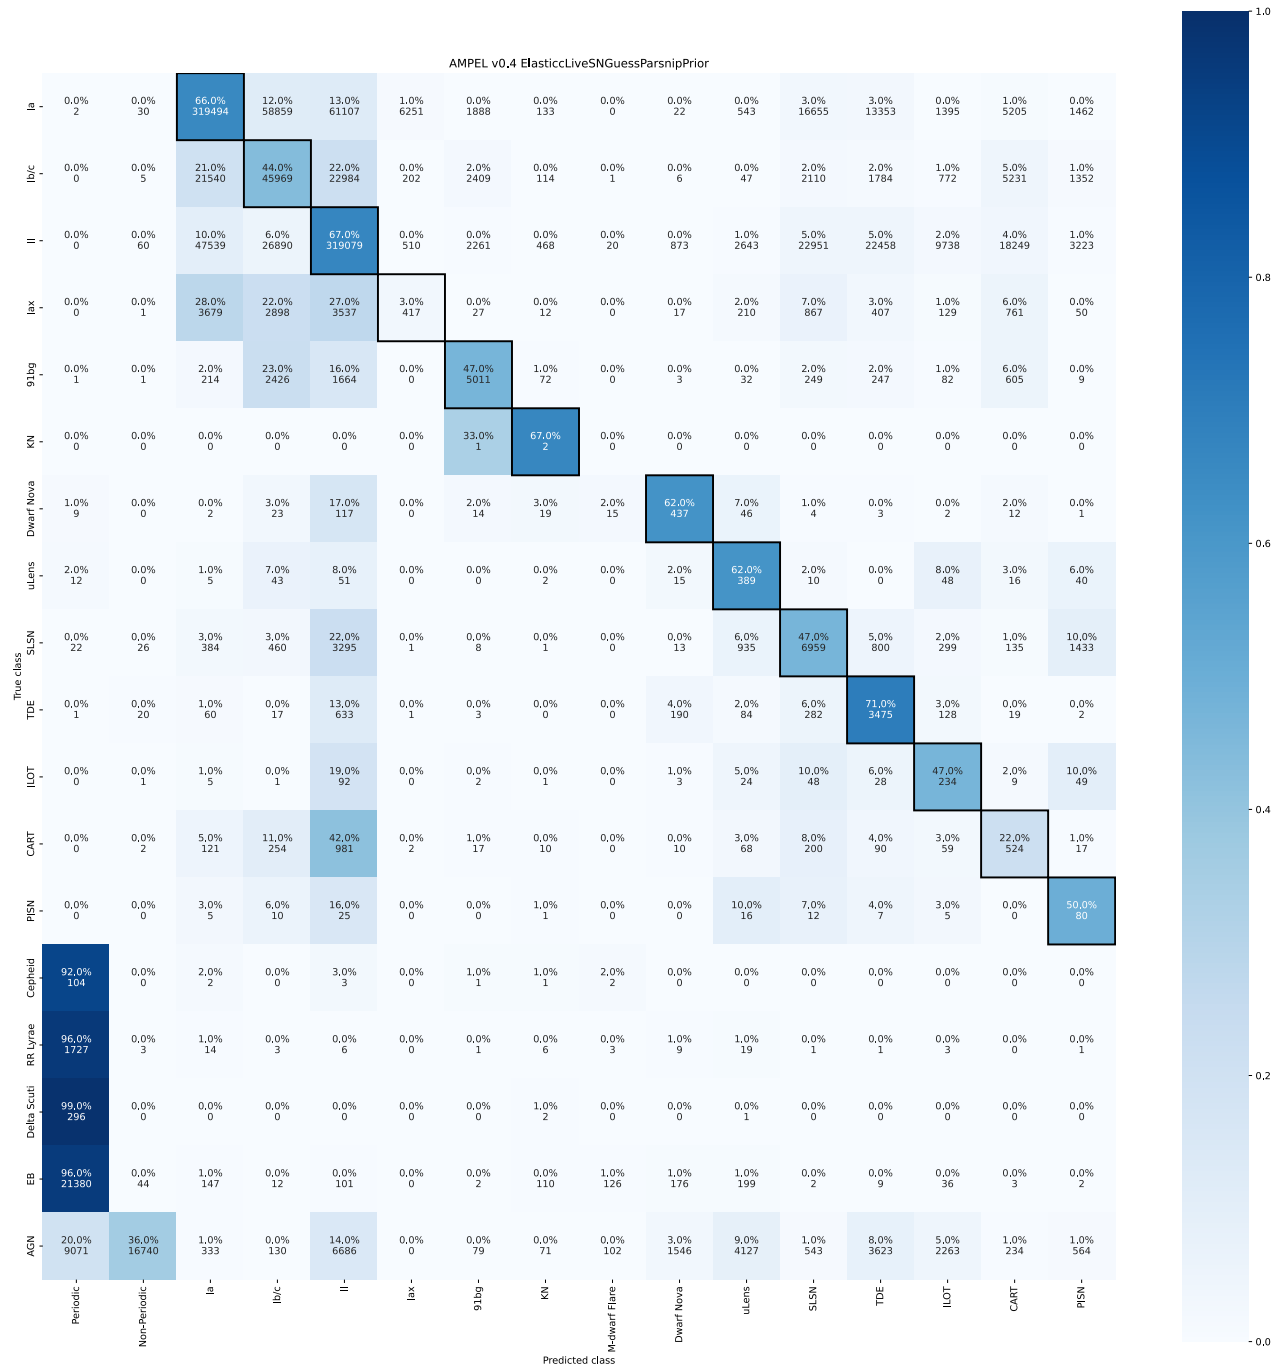 AMPEL v0.4 ElasticcLiveSNGuessParsnipPrior
Ia
0.0% 0.0% 66.0% 12.0% 13.0% 1.0% 0.0% 0.0% 0.0% 0.0% 0.0% 3.0% 3.0% 0.0% 1.0% 0.0%
2 30 319494 58859 61107 6251 1888 133 0 22 543 16655 13353 1395 5205 1462
Ib/c
0.0% 0.0% 21.0% 44.0% 22.0% 0.0% 2.0% 0.0% 0.0% 0.0% 0.0% 2.0% 2.0% 1.0% 5.0% 1.0%
0 5 21540 45969 22984 202 2409 114 1 6 47 2110 1784 772 5231 1352
II
0.0% 0.0% 10.0% 6.0% 67.0% 0.0% 0.0% 0.0% 0.0% 0.0% 1.0% 5.0% 5.0% 2.0% 4.0% 1.0%
0 60 47539 26890 319079 510 2261 468 20 873 2643 22951 22458 9738 18249 3223
Iax
0.0% 0.0% 28.0% 22.0% 27.0% 3.0% 0.0% 0.0% 0.0% 0.0% 2.0% 7.0% 3.0% 1.0% 6.0% 0.0%
0 1 3679 2898 3537 417 27 12 0 17 210 867 407 129 761 50
91bg
0.0% 0.0% 2.0% 23.0% 16.0% 0.0% 47.0% 1.0% 0.0% 0.0% 0.0% 2.0% 2.0% 1.0% 6.0% 0.0%
1 1 214 2426 1664 0 5011 72 0 3 32 249 247 82 605 9
KN
0.0% 0.0% 0.0% 0.0% 0.0% 0.0% 33.0% 67.0% 0.0% 0.0% 0.0% 0.0% 0.0% 0.0% 0.0% 0.0%
0 0 0 0 0 0 1 2 0 0 0 0 0 0 0 0
Dwarf Nova
1.0% 0.0% 0.0% 3.0% 17.0% 0.0% 2.0% 3.0% 2.0% 62.0% 7.0% 1.0% 0.0% 0.0% 2.0% 0.0%
9 0 2 23 117 0 14 19 15 437 46 4 3 2 12 1
uLens
2.0% 0.0% 1.0% 7.0% 8.0% 0.0% 0.0% 0.0% 0.0% 2.0% 62.0% 2.0% 0.0% 8.0% 3.0% 6.0%
12 0 5 43 51 0 0 2 0 15 389 10 0 48 16 40
SLSN
0.0% 0.0% 3.0% 3.0% 22.0% 0.0% 0.0% 0.0% 0.0% 0.0% 6.0% 47.0% 5.0% 2.0% 1.0% 10.0%
22 26 384 460 3295 1 8 1 0 13 935 6959 800 299 135 1433
True class
TDE
0.0% 0.0% 1.0% 0.0% 13.0% 0.0% 0.0% 0.0% 0.0% 4.0% 2.0% 6.0% 71.0% 3.0% 0.0% 0.0%
1 20 60 17 633 1 3 0 0 190 84 282 3475 128 19 2
ILOT
0.0% 0.0% 1.0% 0.0% 19.0% 0.0% 0.0% 0.0% 0.0% 1.0% 5.0% 10.0% 6.0% 47.0% 2.0% 10.0%
0 1 5 1 92 0 2 1 0 3 24 48 28 234 9 49
CART
0.0% 0.0% 5.0% 11.0% 42.0% 0.0% 1.0% 0.0% 0.0% 0.0% 3.0% 8.0% 4.0% 3.0% 22.0% 1.0%
0 2 121 254 981 2 17 10 0 10 68 200 90 59 524 17
PISN
0.0% 0.0% 3.0% 6.0% 16.0% 0.0% 0.0% 1.0% 0.0% 0.0% 10.0% 7.0% 4.0% 3.0% 0.0% 50.0%
0 0 5 10 25 0 0 1 0 0 16 12 7 5 0 80
Cepheid
92.0% 0.0% 2.0% 0.0% 3.0% 0.0% 1.0% 1.0% 2.0% 0.0% 0.0% 0.0% 0.0% 0.0% 0.0% 0.0%
104 0 2 0 3 0 1 1 2 0 0 0 0 0 0 0
RR Lyrae
96.0% 0.0% 1.0% 0.0% 0.0% 0.0% 0.0% 0.0% 0.0% 1.0% 1.0% 0.0% 0.0% 0.0% 0.0% 0.0%
1727 3 14 3 6 0 1 6 3 9 19 1 1 3 0 1
Delta Scuti
99.0% 0.0% 0.0% 0.0% 0.0% 0.0% 0.0% 1.0% 0.0% 0.0% 0.0% 0.0% 0.0% 0.0% 0.0% 0.0%
296 0 0 0 0 0 0 2 0 0 1 0 0 0 0 0
EB
96.0% 0.0% 1.0% 0.0% 0.0% 0.0% 0.0% 0.0% 1.0% 1.0% 1.0% 0.0% 0.0% 0.0% 0.0% 0.0%
21380 44 147 12 101 0 2 110 126 176 199 2 9 36 3 2
AGN
20.0% 36.0% 1.0% 0.0% 14.0% 0.0% 0.0% 0.0% 0.0% 3.0% 9.0% 1.0% 8.0% 5.0% 1.0% 1.0%
9071 16740 333 130 6686 0 79 71 102 1546 4127 543 3623 2263 234 564
Periodic
Non-Periodic
Ia
Ib/c
II
Iax
91bg
KN
M-dwarf Flare
Dwarf Nova
uLens
SLSN
TDE
ILOT
CART
PISN
Predicted class
1.0
0.8
0.6
0.4
0.2
0.0